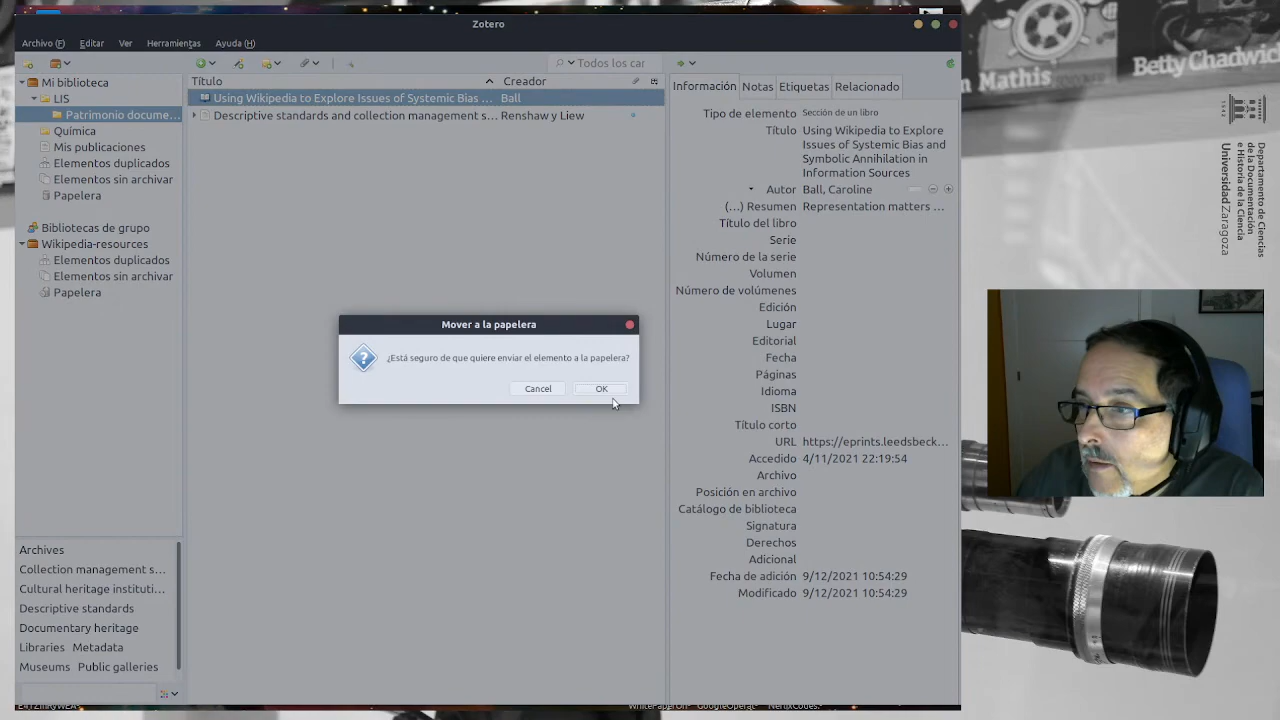 Zotero
Archivo (F) Editar Ver Herramientas Ayuda (H)
Todos los car
Mi biblioteca
LIS
Patrimonio docume...
Química
Mis publicaciones
Elementos duplicados
Elementos sin archivar
Papelera
Bibliotecas de grupo
Wikipedia-resources
Elementos duplicados
Elementos sin archivar
Papelera
Archives
Collection management s...
Cultural heritage instituti...
Descriptive standards
Documentary heritage
Libraries Metadata
Museums Public galleries
Título Creador
Using Wikipedia to Explore Issues of Systemic Bias ... Ball
Descriptive standards and collection management s... Renshaw y Liew
Mover a la papelera
¿Está seguro de que quiere enviar el elemento a la papelera?
Cancel OK
Información Notas Etiquetas Relacionado
Tipo de elemento Sección de un libro
Título Using Wikipedia to Explore
Issues of Systemic Bias and
Symbolic Annihilation in
Information Sources
Autor Ball, Caroline
(...) Resumen Representation matters ...
Título del libro
Serie
Número de la serie
Volumen
Número de volúmenes
Edición
Lugar
Editorial
Fecha
Páginas
Idioma
ISBN
Título corto
URL https://eprints.leedsbeck...
Accedido 4/11/2021 22:19:54
Archivo
Posición en archivo
Catálogo de biblioteca
Signatura
Derechos
Adicional
Fecha de adición 9/12/2021 10:54:29
Modificado 9/12/2021 10:54:29
n Mathis
Betty Chadwic
1542
Departamento de Ciencias
de la Documentación
e Historia de la Ciencia
Universidad Zaragoza